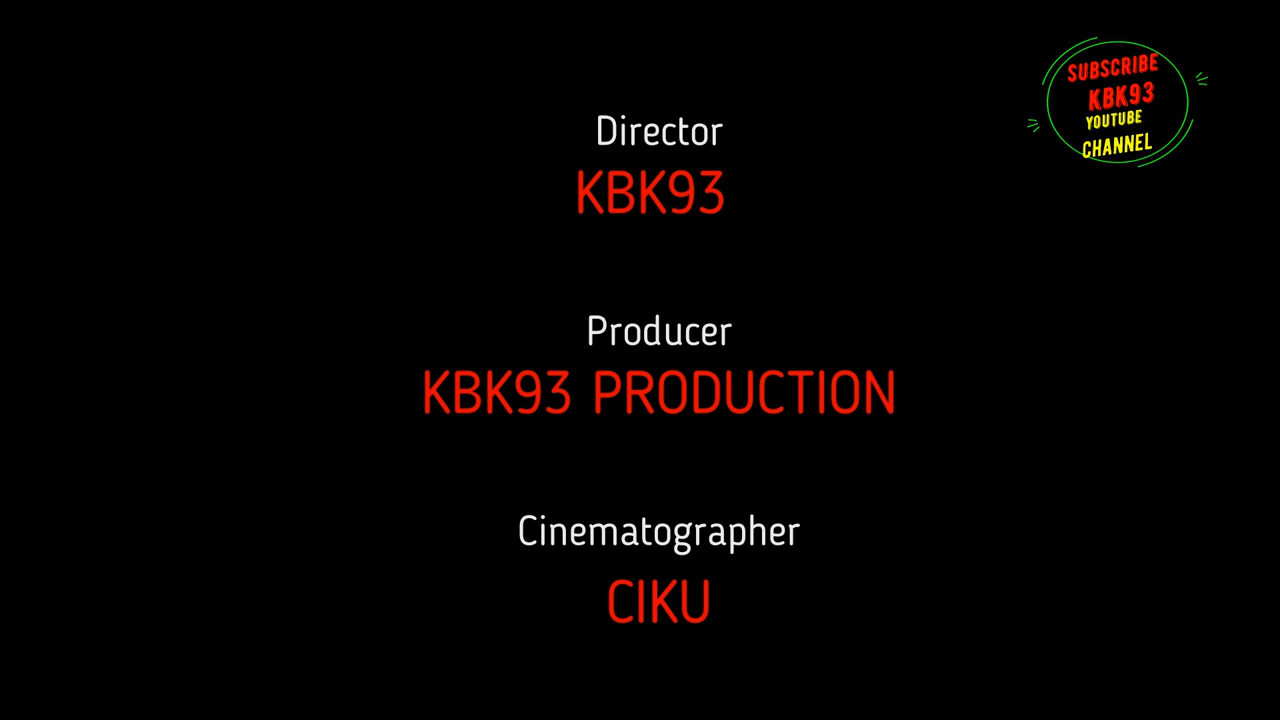 Director
KBK93
Producer
KBK93 PRODUCTION
Cinematographer
CIKU
SUBSCRIBE
KBK93
YOUTUBE
CHANNEL